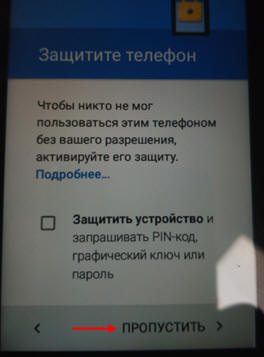 Защитите телефон
Чтобы никто не мог
пользоваться этим телефоном
без вашего разрешения,
активируйте его защиту.
Подробнее...
Защитить устройство и
запрашивать PIN-код,
графический ключ или
пароль
ПРОПУСТИТЬ